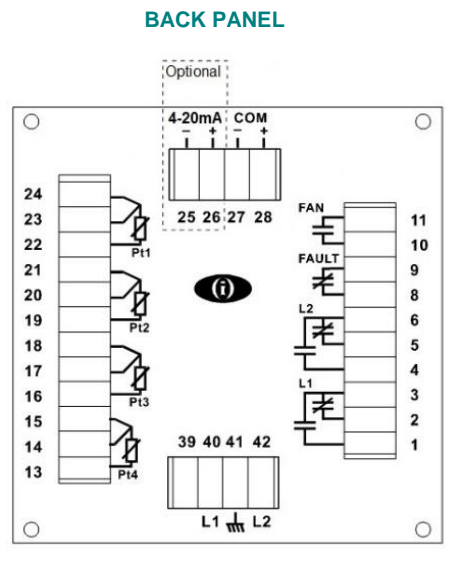 BACK PANEL
Optional
4-20mA COM
− + − +
25 26 27 28
24
23
22
Pt1
21
20
19
Pt2
18
17
16
Pt3
15
14
13
Pt4
FAN
11
10
FAULT
9
8
L2
6
5
4
L1
3
2
1
i
39 40 41 42
L1 L2